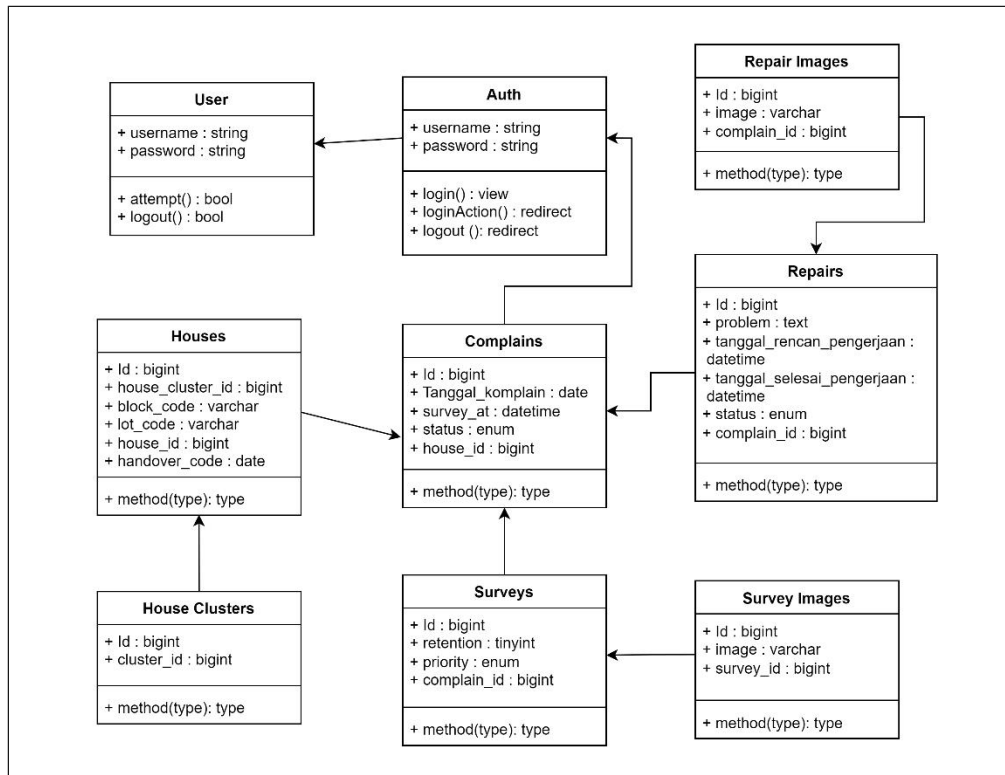 User
+ username : string
+ password : string
+ attempt() : bool
+ logout() : bool
Auth
+ username : string
+ password : string
+ login() : view
+ loginAction() : redirect
+ logout (): redirect
Repair Images
+ Id : bigint
+ image : varchar
+ complain_id : bigint
+ method(type): type
Houses
+ Id : bigint
+ house_cluster_id : bigint
+ block_code : varchar
+ lot_code : varchar
+ house_id : bigint
+ handover_code : date
+ method(type): type
Complains
+ Id : bigint
+ Tanggal_komplain : date
+ survey_at : datetime
+ status : enum
+ house_id : bigint
+ method(type): type
Repairs
+ Id : bigint
+ problem : text
+ tanggal_rencan_pengerjaan :
datetime
+ tanggal_selesai_pengerjaan :
datetime
+ status : enum
+ complain_id : bigint
+ method(type): type
House Clusters
+ Id : bigint
+ cluster_id : bigint
+ method(type): type
Surveys
+ Id : bigint
+ retention : tinyint
+ priority : enum
+ complain_id : bigint
+ method(type): type
Survey Images
+ Id : bigint
+ image : varchar
+ survey_id : bigint
+ method(type): type